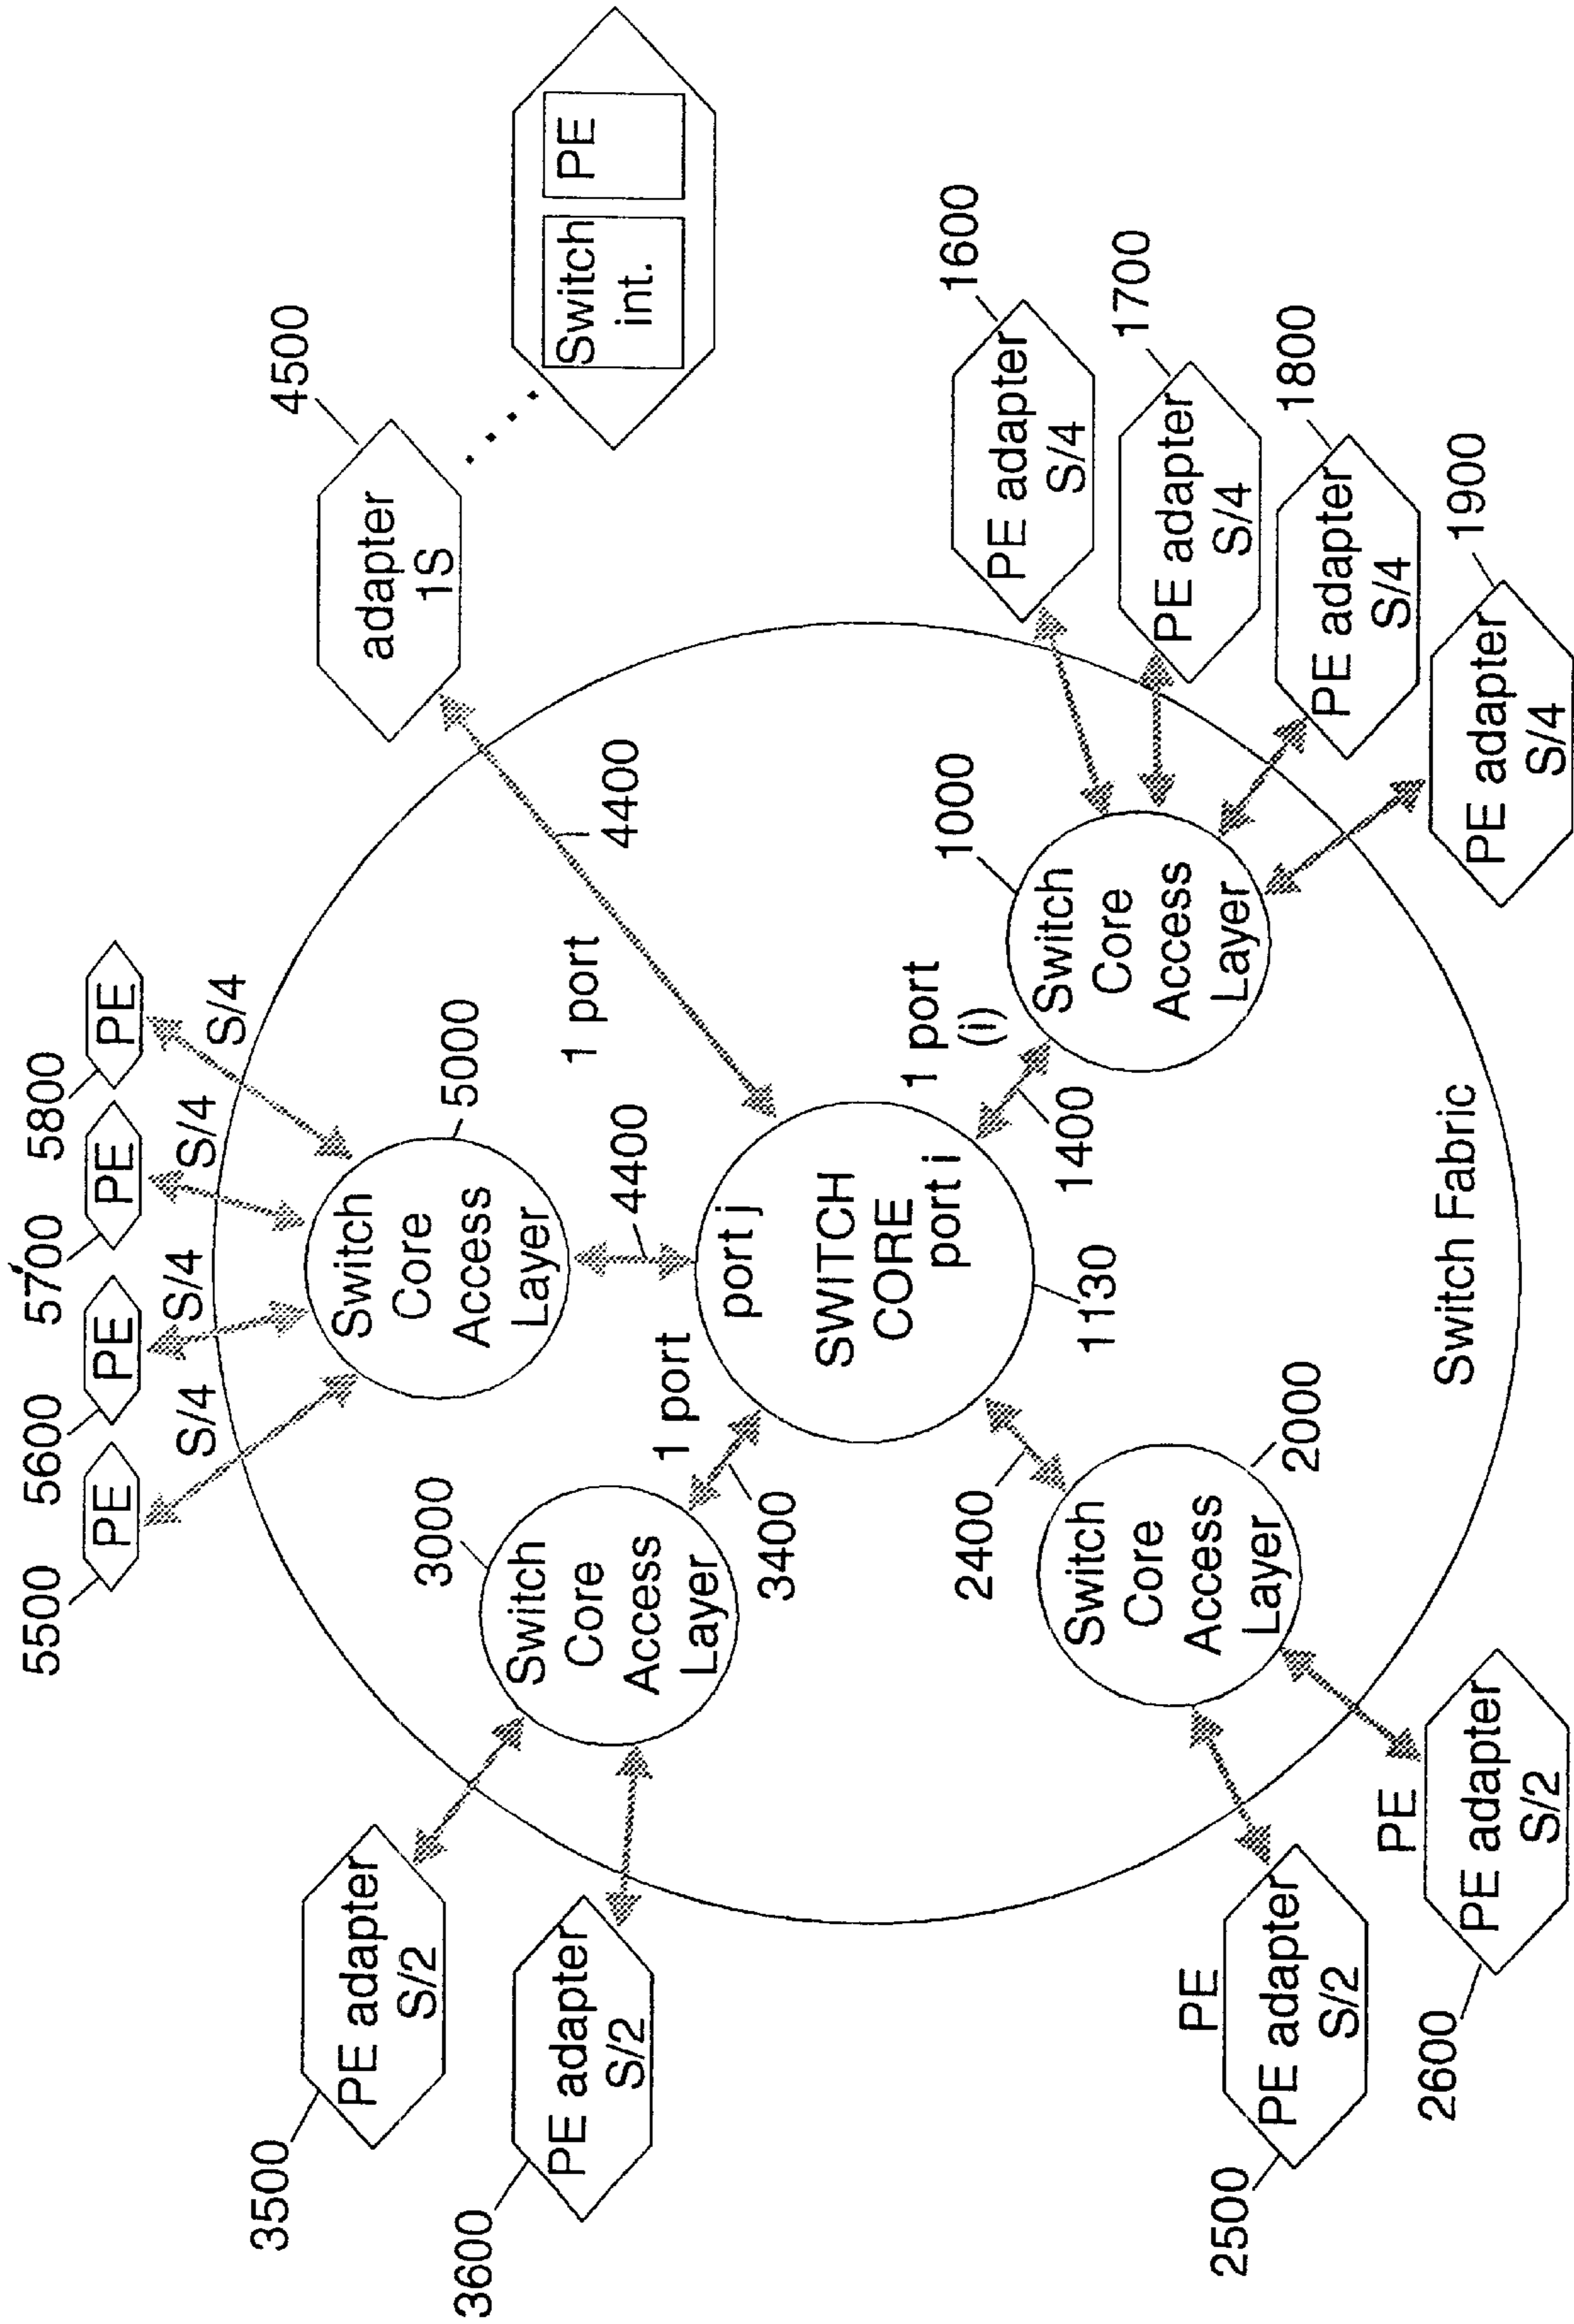 5500
PE
S/4
5600
PE
S/4
5700
PE
S/4
5800
PE
S/4
3500
PE adapter
S/2
3600
PE adapter
S/2
3000
Switch
Core
Access
Layer
1 port
3400
Switch
Core
Access
Layer
5000
4400
1 port
4400
4500
adapter
1S
Switch
int.
PE
port j
SWITCH
CORE
port i
1130
1 port
(i)
1400
1000
Switch
Core
Access
Layer
1600
PE adapter
S/4
1700
PE adapter
S/4
1800
PE adapter
S/4
1900
PE adapter
S/4
2400
Switch
Core
Access
Layer
2000
2500
PE
PE adapter
S/2
2600
PE
PE adapter
S/2
Switch Fabric